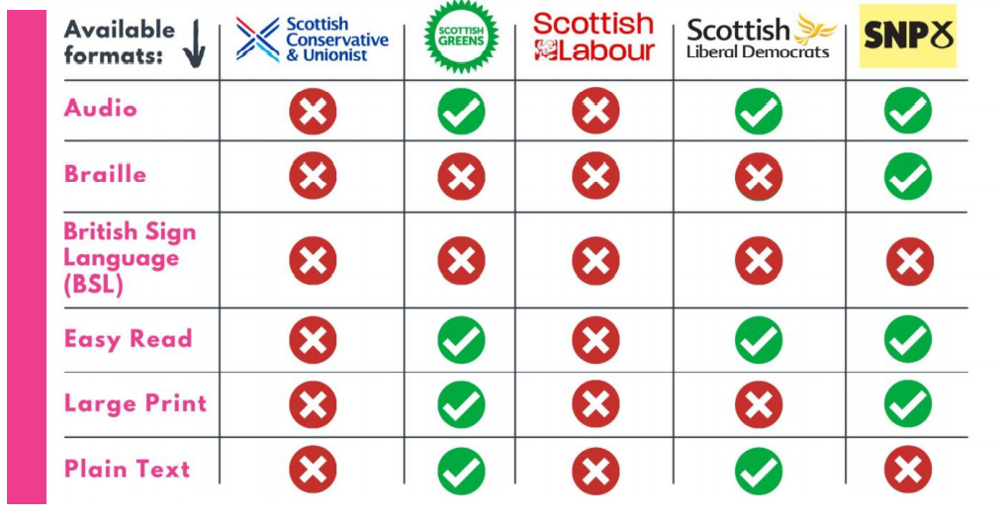 Available
formats:
Scottish
Conservative
& Unionist
SCOTTISH
GREENS
Scottish
Labour
Scottish
Liberal Democrats
SNP
Audio
Braille
British Sign
Language
(BSL)
Easy Read
Large Print
Plain Text